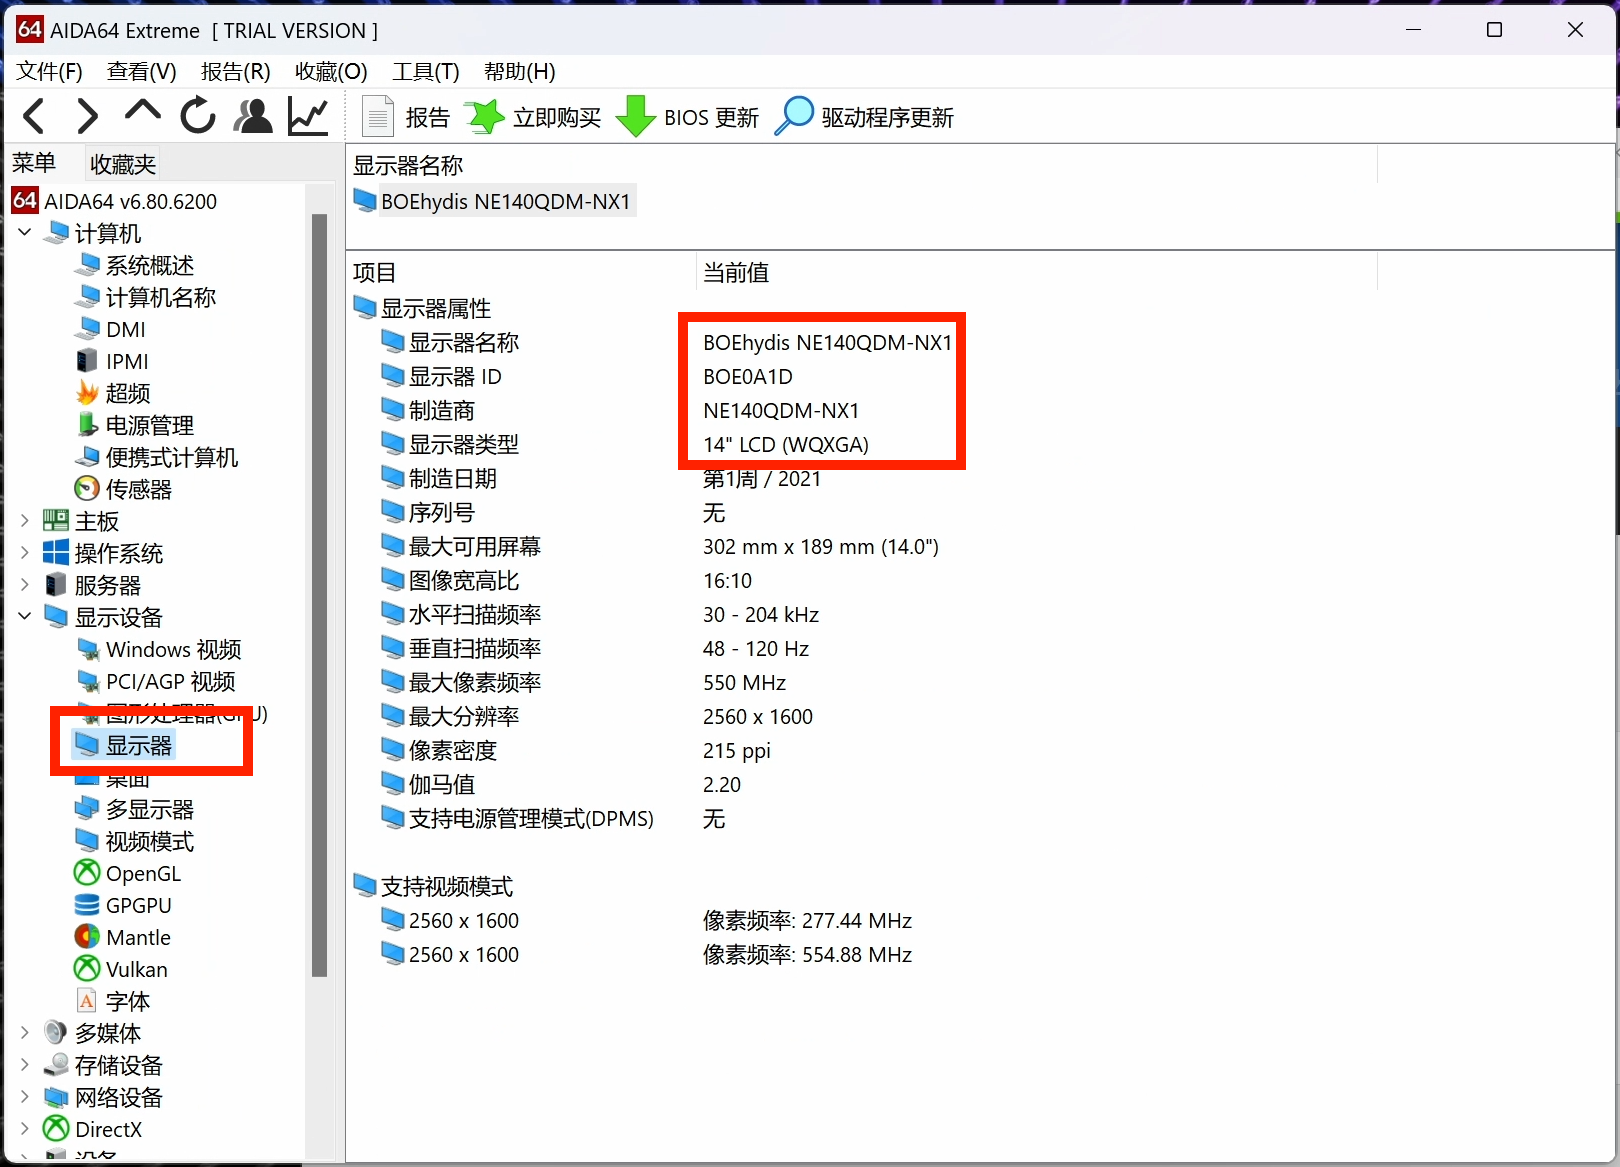 64 AIDA64 Extreme [ TRIAL VERSION ]
文件(F) 查看(V) 报告(R) 收藏(O) 工具(T) 帮助(H)
报告 立即购买 BIOS 更新 驱动程序更新
菜单 收藏夹
64 AIDA64 v6.80.6200
计算机
系统概述
计算机名称
DMI
IPMI
超频
电源管理
便携式计算机
传感器
主板
操作系统
服务器
显示设备
Windows 视频
PCI/AGP 视频
图形处理器(GPU)
显示器
桌面
多显示器
视频模式
OpenGL
GPGPU
Mantle
Vulkan
字体
多媒体
存储设备
网络设备
DirectX
设备
显示器名称
BOEhydis NE140QDM-NX1
项目 当前值
显示器属性
显示器名称 BOEhydis NE140QDM-NX1
显示器 ID BOE0A1D
制造商 NE140QDM-NX1
显示器类型 14" LCD (WQXGA)
制造日期 第1周 / 2021
序列号 无
最大可用屏幕 302 mm x 189 mm (14.0")
图像宽高比 16:10
水平扫描频率 30 - 204 kHz
垂直扫描频率 48 - 120 Hz
最大像素频率 550 MHz
最大分辨率 2560 x 1600
像素密度 215 ppi
伽马值 2.20
支持电源管理模式(DPMS) 无
支持视频模式
2560 x 1600 像素频率: 277.44 MHz
2560 x 1600 像素频率: 554.88 MHz